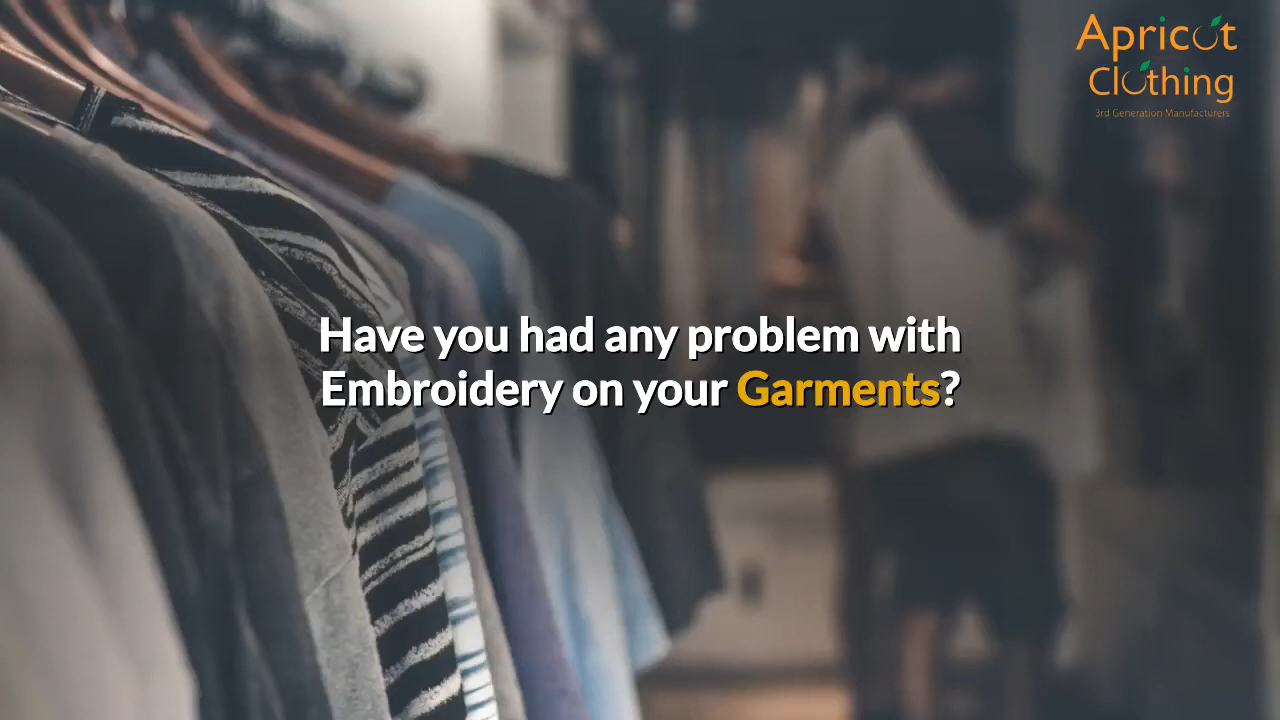 Apricot
Clothing
3rd Generation Manufacturers
Have you had any problem with
Embroidery on your Garments?